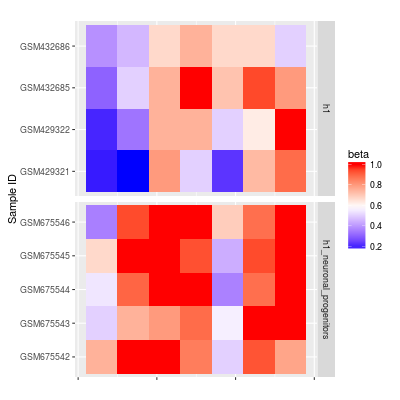 GSM432686
GSM432685
GSM429322
GSM429321
h1
Sample ID
GSM675546
GSM675545
GSM675544
GSM675543
GSM675542
h1_neuronal_progenitors
beta
1.0
0.8
0.6
0.4
0.2